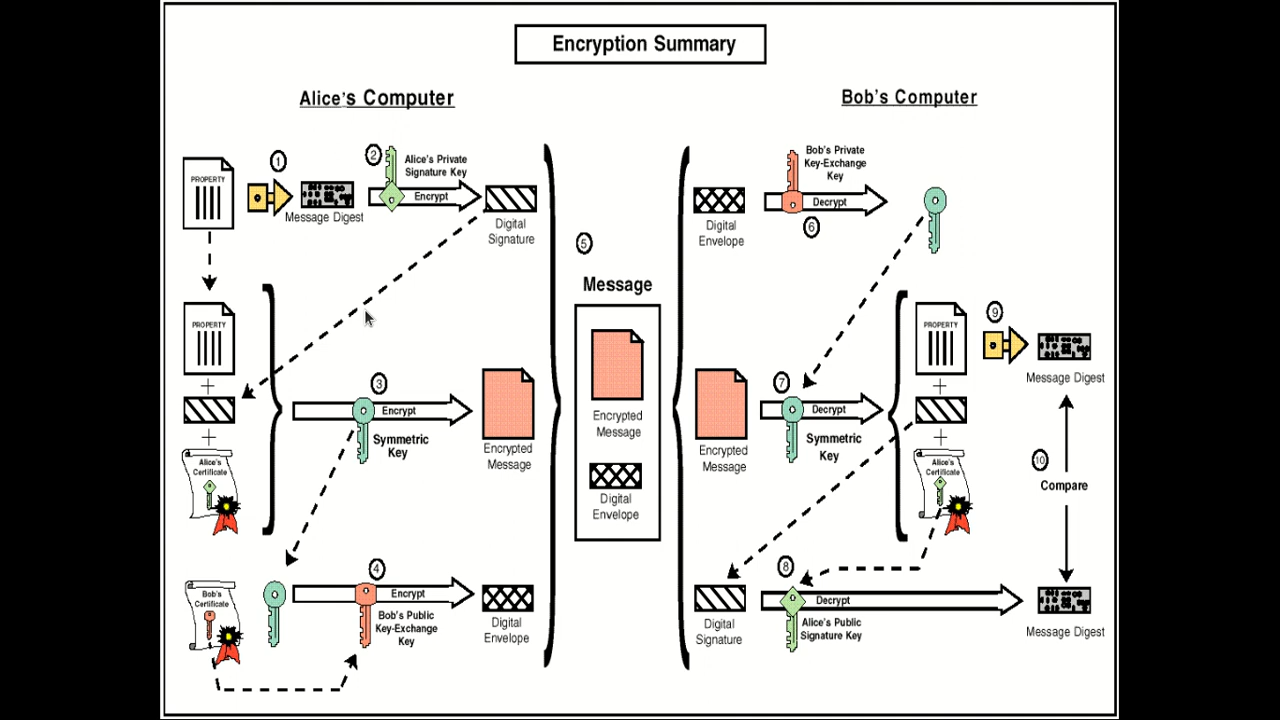 Encryption Summary
Alice's Computer
Bob's Computer
PROPERTY
1
Message Digest
2
Alice's Private
Signature Key
Encrypt
Digital
Signature
PROPERTY
+
+
Alice's
Certificate
3
Encrypt
Symmetric
Key
Encrypted
Message
Bob's
Certificate
4
Encrypt
Bob's Public
Key-Exchange
Key
Digital
Envelope
5
Message
Encrypted
Message
Digital
Envelope
Digital
Envelope
Bob's Private
Key-Exchange
Key
Decrypt
6
Encrypted
Message
7
Decrypt
Symmetric
Key
PROPERTY
+
+
Alice's
Certificate
9
Message Digest
10
Compare
Digital
Signature
8
Decrypt
Alice's Public
Signature Key
Message Digest